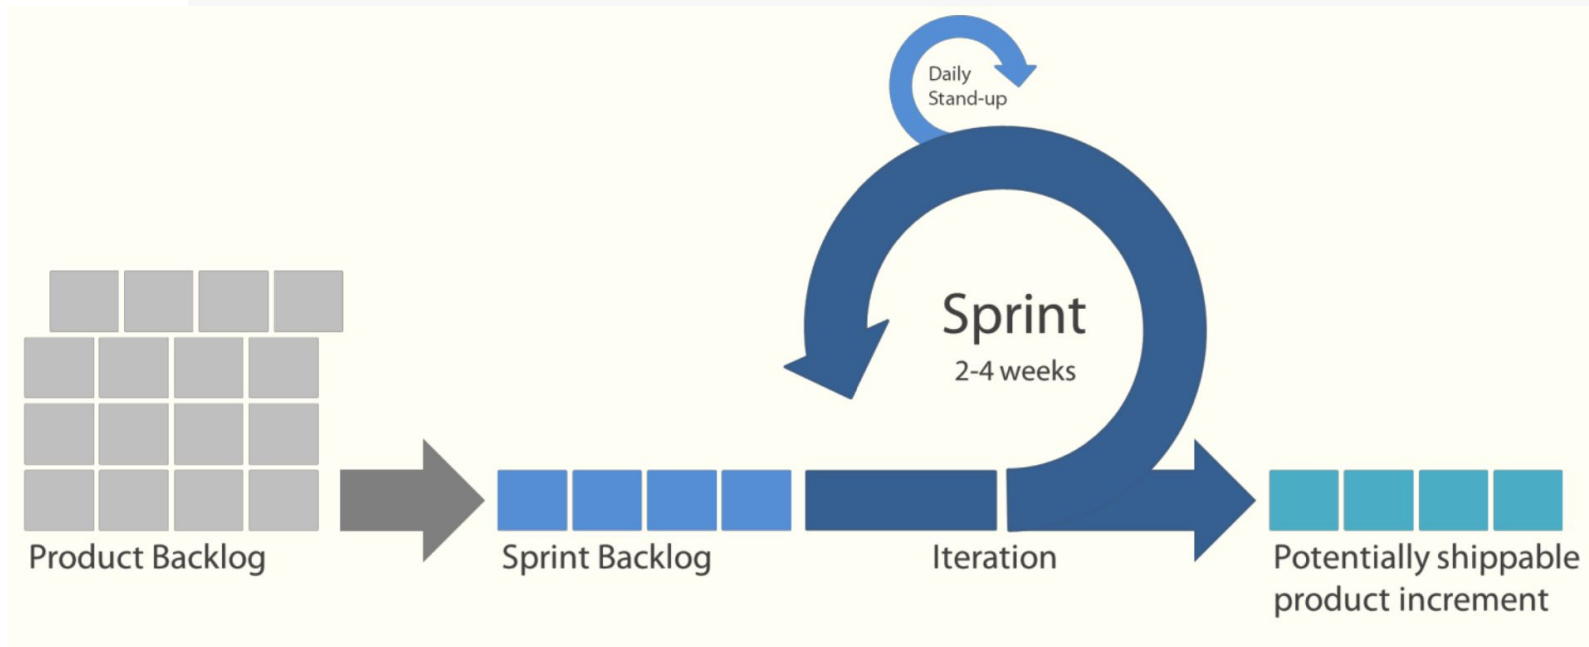 Daily
Stand-up
Sprint
2-4 weeks
Product Backlog
Sprint Backlog
Iteration
Potentially shippable
product increment